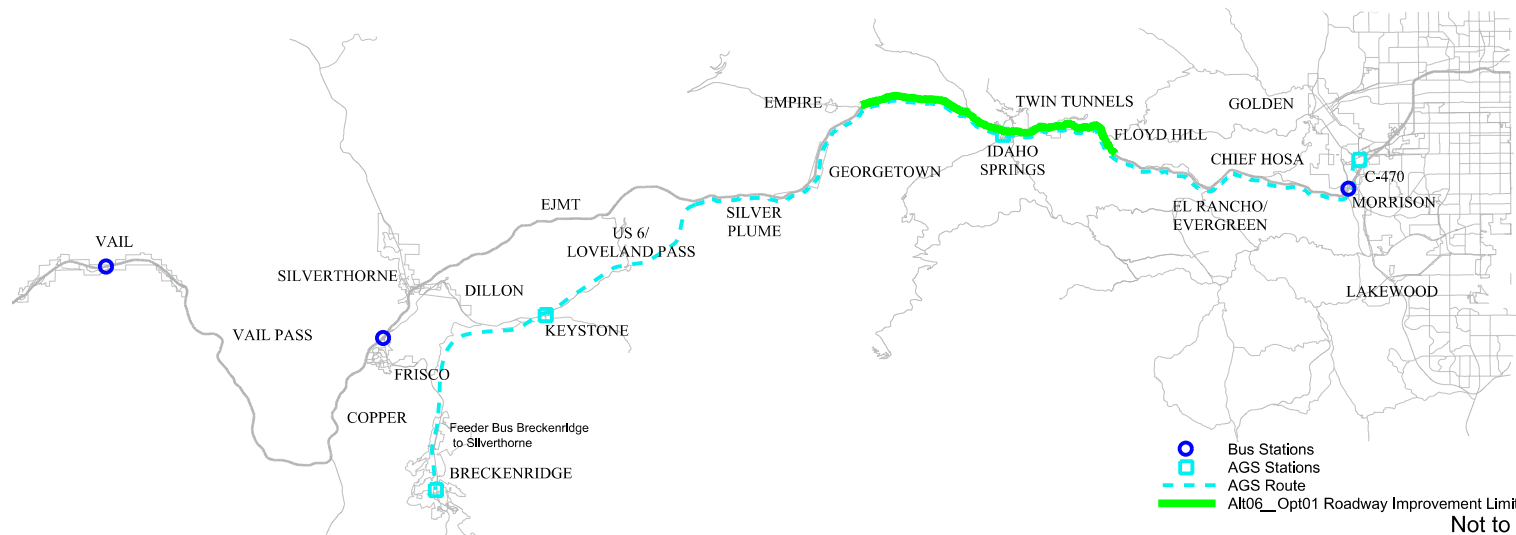 EMPIRE
TWIN TUNNELS
GOLDEN
FLOYD HILL
IDAHO
SPRINGS
CHIEF HOSA
GEORGETOWN
C-470
MORRISON
EJMT
SILVER
PLUME
EL RANCHO/
EVERGREEN
US 6/
LOVELAND PASS
VAIL
SILVERTHORNE
DILLON
LAKEWOOD
VAIL PASS
KEYSTONE
FRISCO
COPPER
Feeder Bus Breckenridge
to Silverthorne
BRECKENRIDGE
Bus Stations
AGS Stations
AGS Route
Alt06__Opt01 Roadway Improvement Limit
Not to